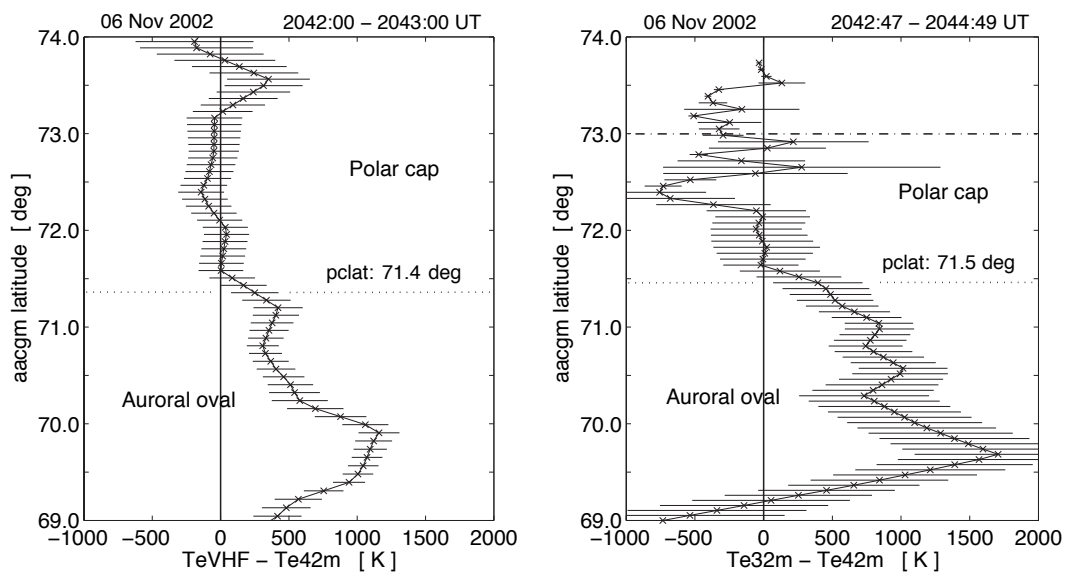 06 Nov 2002 2042:00 – 2043:00 UT
74.0
73.0
72.0
71.0
70.0
69.0
aacgm latitude [ deg ]
Polar cap
pclat: 71.4 deg
Auroral oval
−1000 −500 0 500 1000 1500 2000
TeVHF − Te42m [ K ]
06 Nov 2002 2042:47 – 2044:49 UT
74.0
73.0
72.0
71.0
70.0
69.0
aacgm latitude [ deg ]
Polar cap
pclat: 71.5 deg
Auroral oval
−1000 −500 0 500 1000 1500 2000
Te32m − Te42m [ K ]